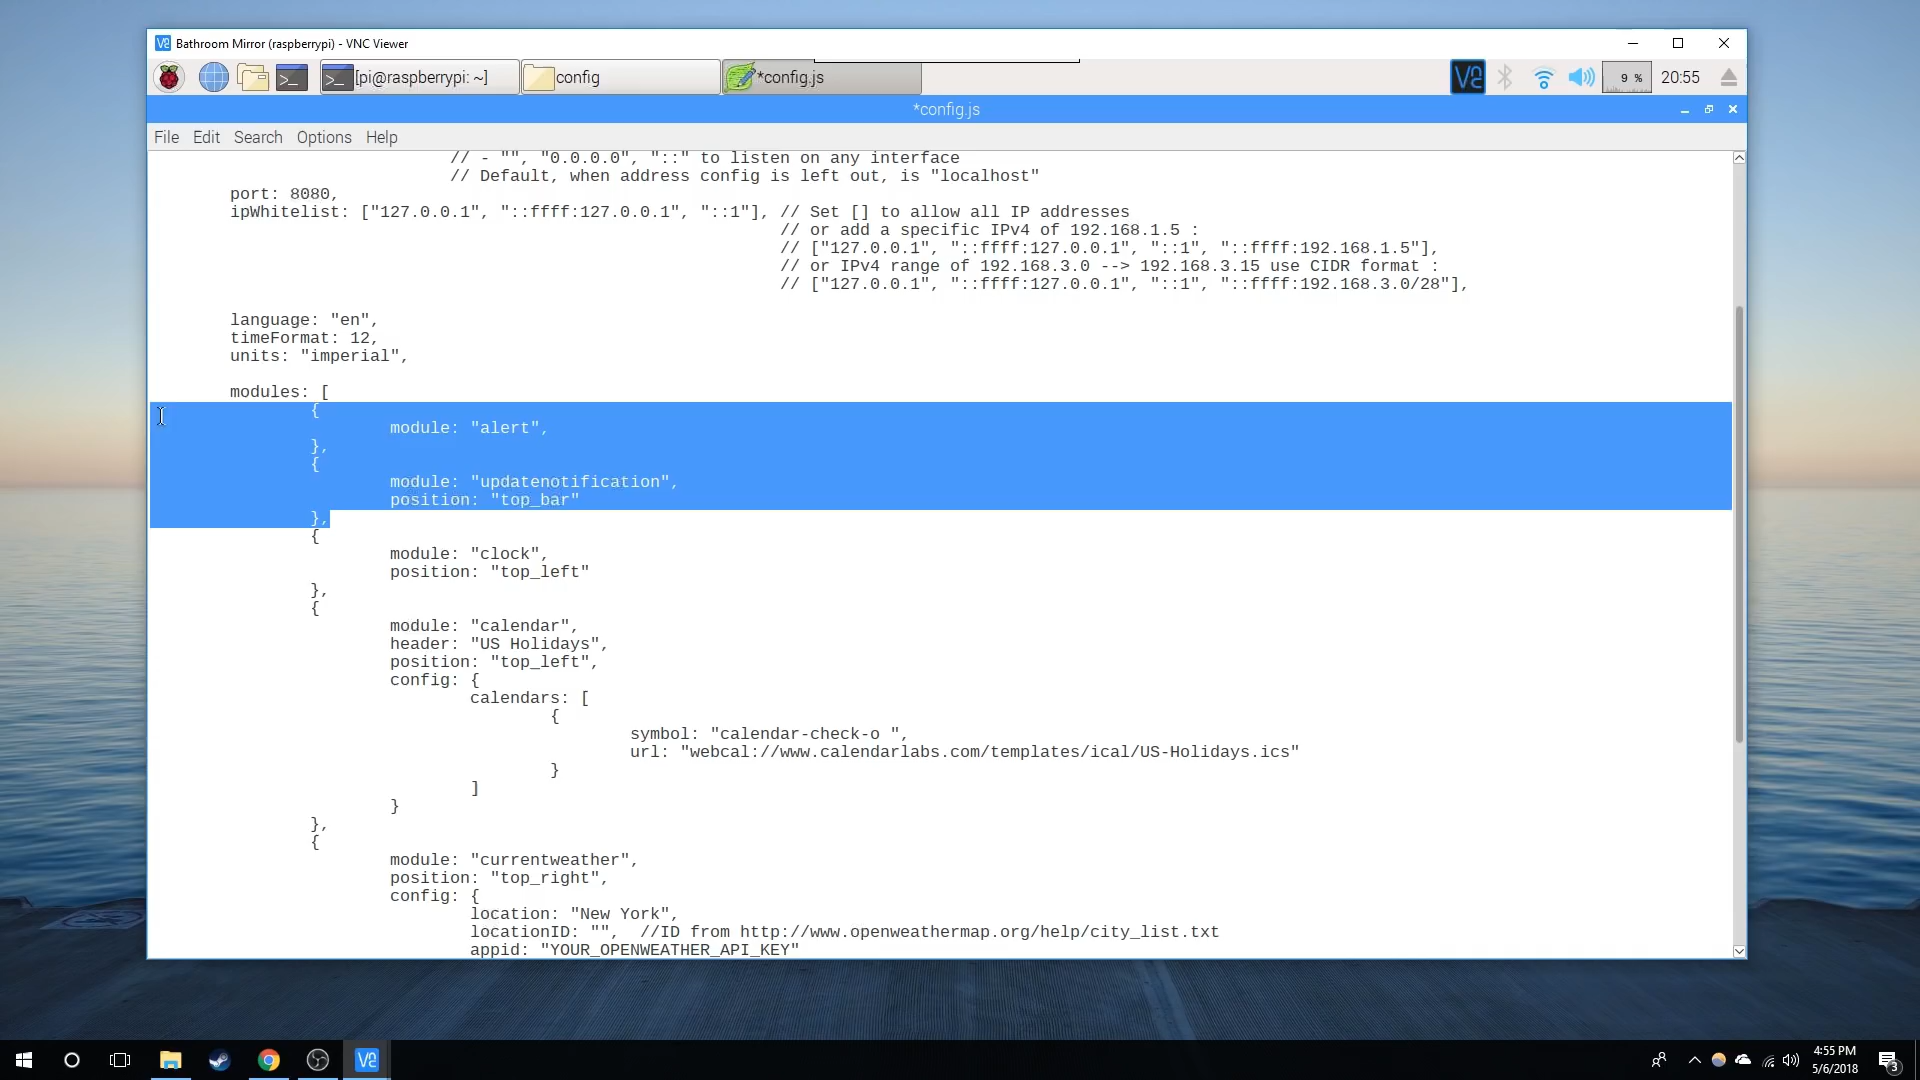 Bathroom Mirror (raspberrypi) - VNC Viewer
[pi@raspberrypi: ~]
config
*config.js
9 %
20:55
*config.js
File Edit Search Options Help
// - "", "0.0.0.0", "::" to listen on any interface
// Default, when address config is left out, is "localhost"
port: 8080,
ipWhitelist: ["127.0.0.1", "::ffff:127.0.0.1", "::1"], // Set [] to allow all IP addresses
// or add a specific IPv4 of 192.168.1.5 :
// ["127.0.0.1", "::ffff:127.0.0.1", "::1", "::ffff:192.168.1.5"],
// or IPv4 range of 192.168.3.0 --> 192.168.3.15 use CIDR format :
// ["127.0.0.1", "::ffff:127.0.0.1", "::1", "::ffff:192.168.3.0/28"],
language: "en",
timeFormat: 12,
units: "imperial",
modules: [
{
module: "alert",
},
{
module: "updatenotification",
position: "top_bar"
},
{
module: "clock",
position: "top_left"
},
{
module: "calendar",
header: "US Holidays",
position: "top_left",
config: {
calendars: [
{
symbol: "calendar-check-o ",
url: "webcal://www.calendarlabs.com/templates/ical/US-Holidays.ics"
}
]
}
},
{
module: "currentweather",
position: "top_right",
config: {
location: "New York",
locationID: "", //ID from http://www.openweathermap.org/help/city_list.txt
appid: "YOUR_OPENWEATHER_API_KEY"
4:55 PM
5/6/2018
3